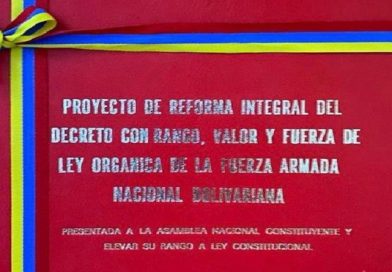 PROYECTO DE REFORMA INTEGRAL DEL
DECRETO CON RANGO, VALOR Y FUERZA DE
LEY ORGANICA DE LA FUERZA ARMADA
NACIONAL BOLIVARIANA
PRESENTADA A LA ASAMBLEA NACIONAL CONSTITUYENTE Y
ELEVAR SU RANGO A LEY CONSTITUCIONAL